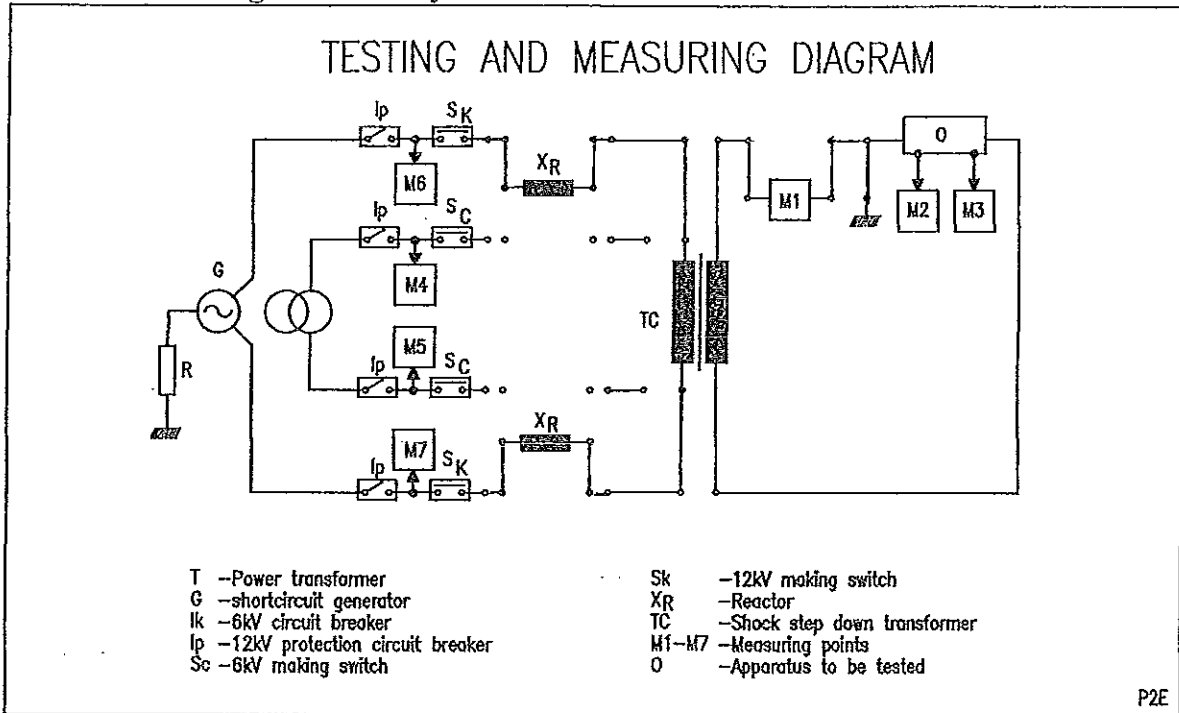 TESTING AND MEASURING DIAGRAM
Ip SK
M6
XR
Ip SC
M4
G
M5
Ip SC
R
TC
M7
Ip SK
XR
M1
O
M2 M3
T -Power transformer
G -shortcircuit generator
Ik -6kV circuit breaker
Ip -12kV protection circuit breaker
Sc -6kV making switch
Sk -12kV making switch
XR -Reactor
TC -Shock step down transformer
M1-M7 -Measuring points
O -Apparatus to be tested
P2E